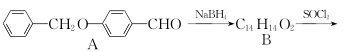 CH₂O CHO NaBH₄ C₁₄H₁₄O₂ SOCl₂
A B